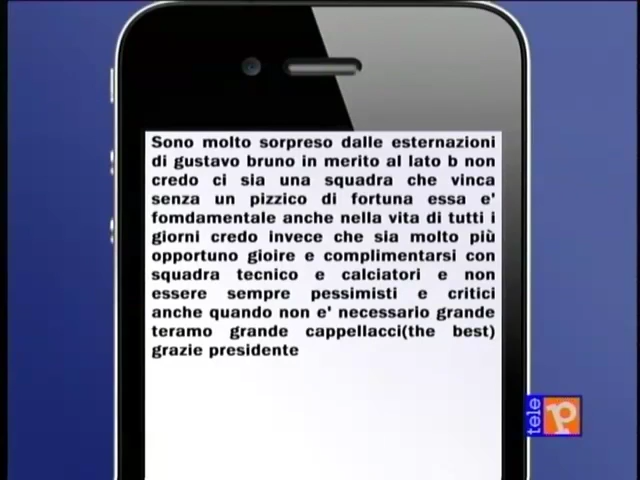 Sono molto sorpreso dalle esternazioni
di gustavo bruno in merito al lato b non
credo ci sia una squadra che vinca
senza un pizzico di fortuna essa e'
fomdamentale anche nella vita di tutti i
giorni credo invece che sia molto più
opportuno gioire e complimentarsi con
squadra tecnico e calciatori e non
essere sempre pessimisti e critici
anche quando non e' necessario grande
teramo grande cappellacci(the best)
grazie presidente
tele p